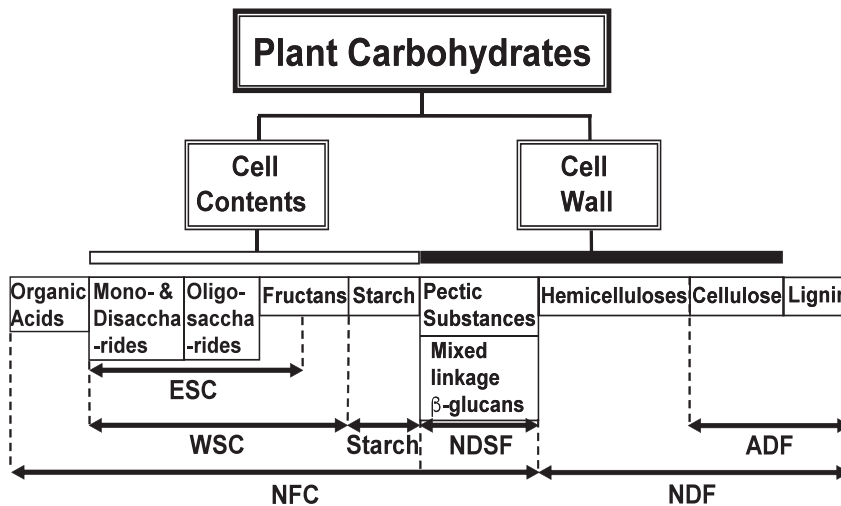 Plant Carbohydrates
Cell
Contents
Cell
Wall
Organic
Acids
Mono- &
Disaccha
-rides
Oligo-
saccha
-rides
Fructans
Starch
Pectic
Substances
Mixed
linkage
β-glucans
Hemicelluloses
Cellulose
Lignin
ESC
WSC
Starch
NDSF
ADF
NFC
NDF